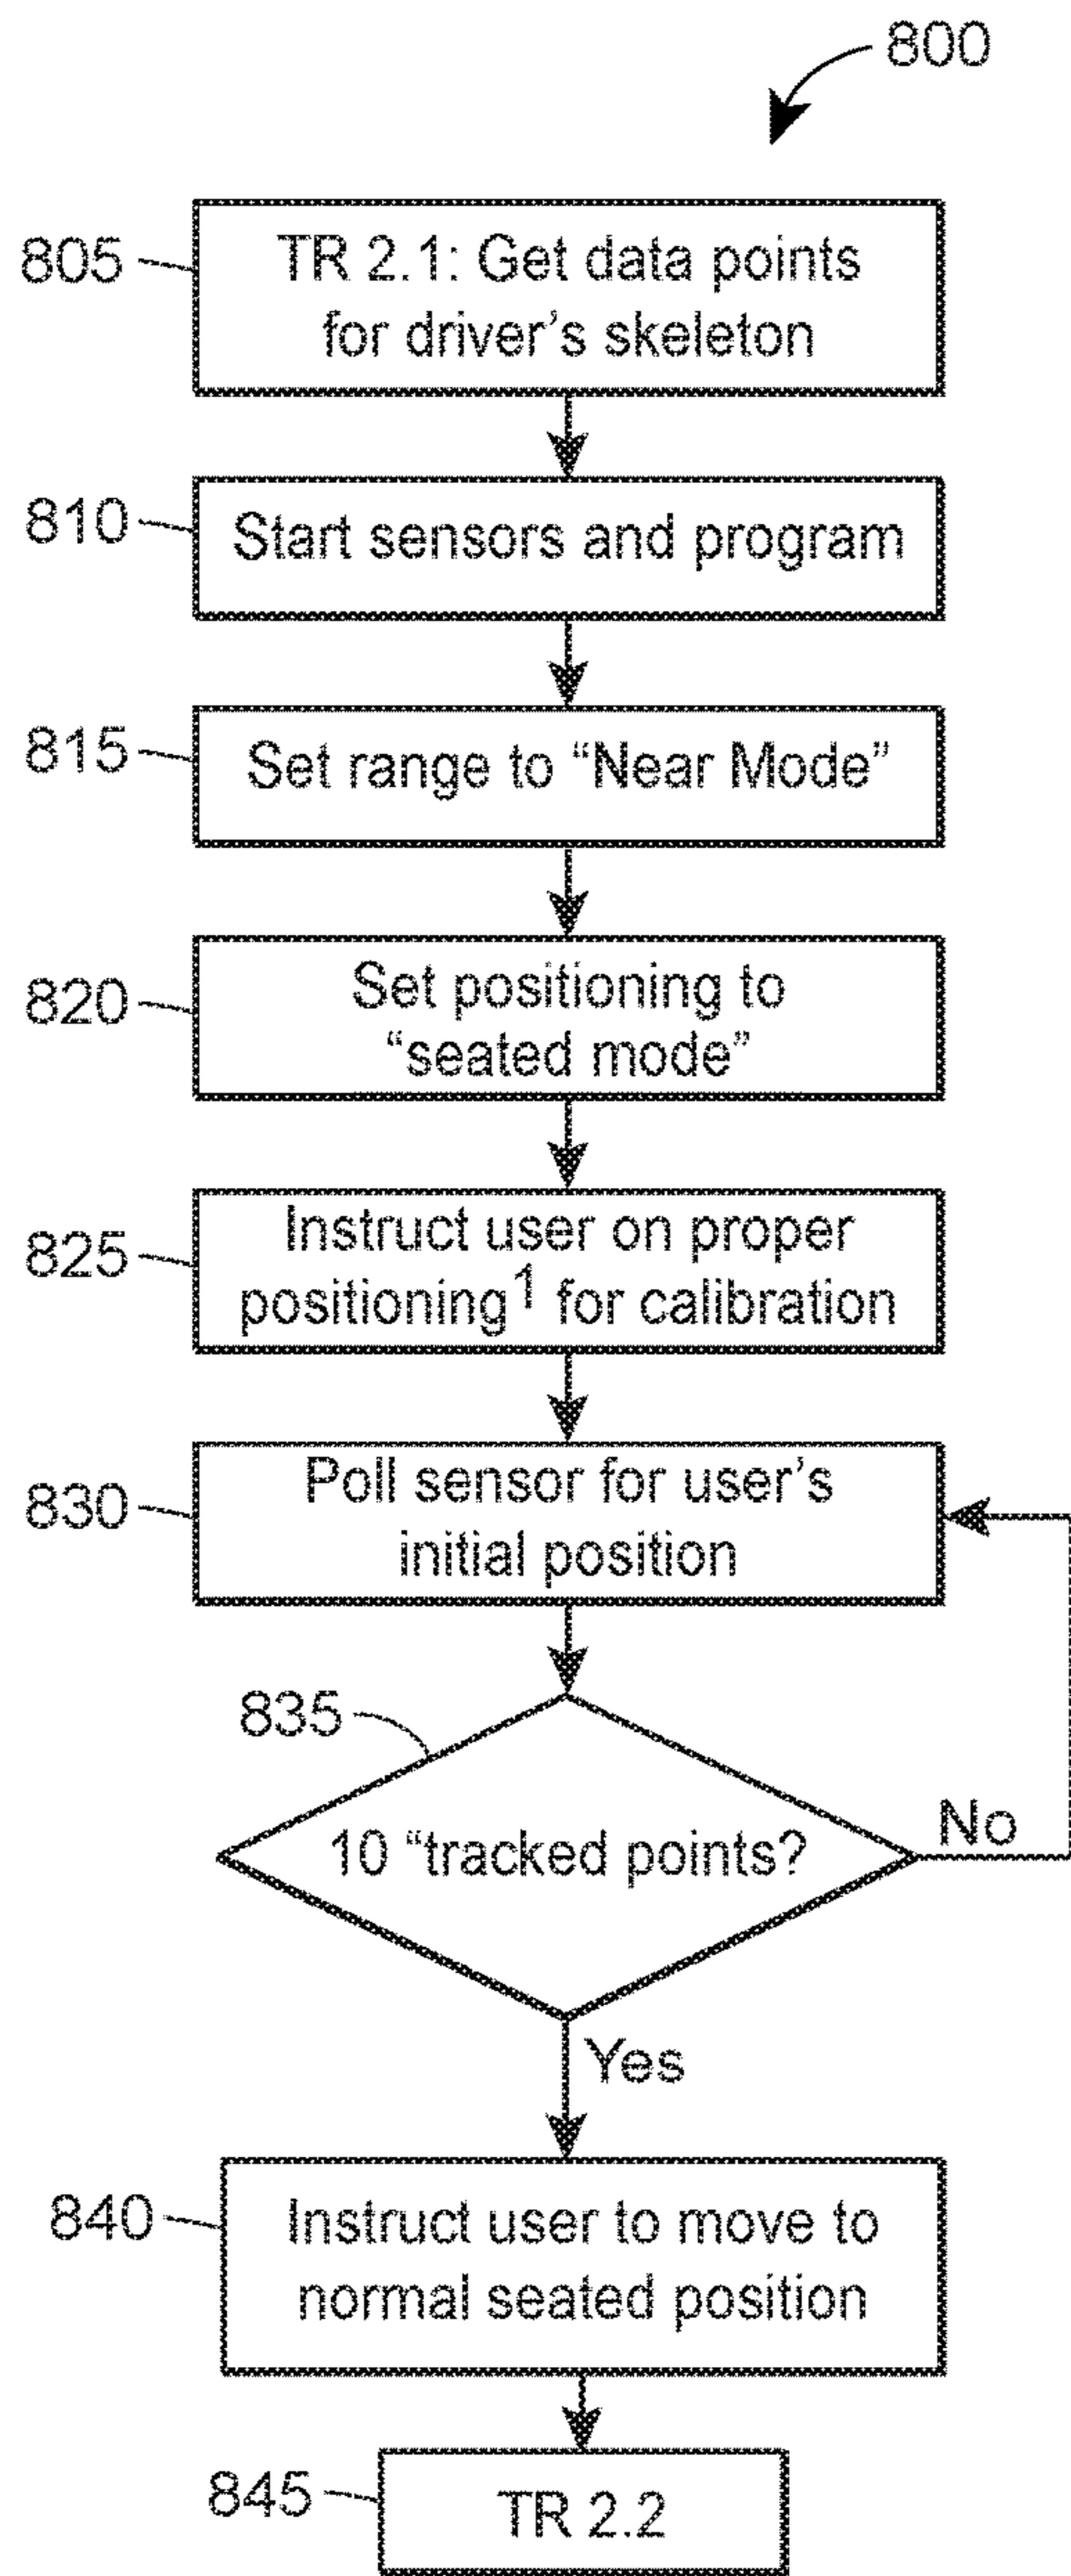 800
805
TR 2.1: Get data points
for driver's skeleton
810
Start sensors and program
815
Set range to “Near Mode”
820
Set positioning to
“seated mode”
825
Instruct user on proper
positioning¹ for calibration
830
Poll sensor for user's
initial position
835
10 “tracked points?
No
Yes
840
Instruct user to move to
normal seated position
845
TR 2.2